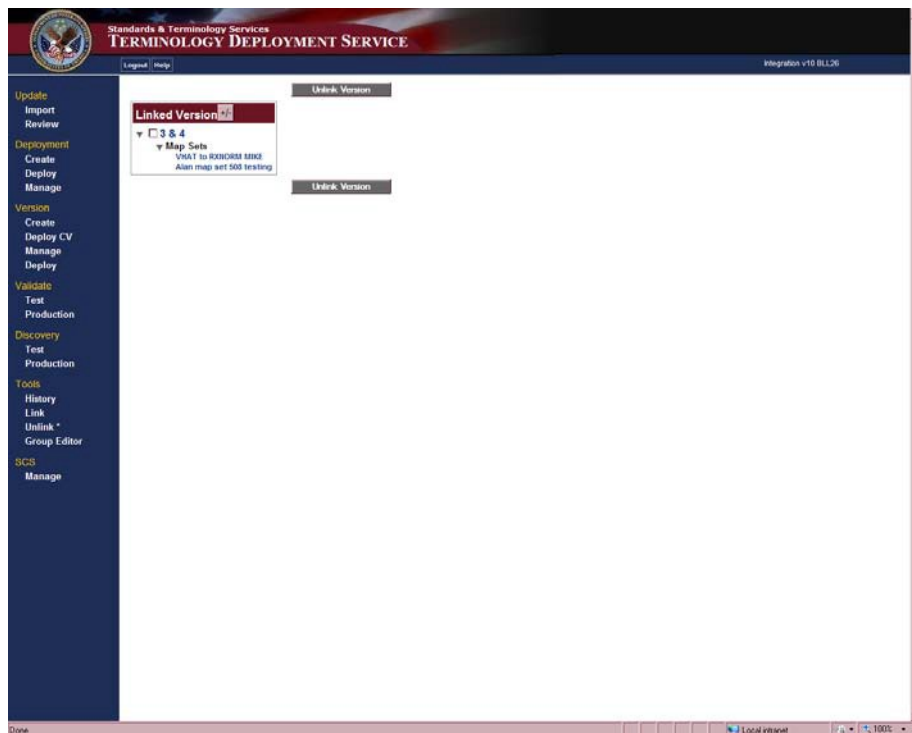 Standards & Terminology Services
TERMINOLOGY DEPLOYMENT SERVICE
Logout Help
Integration v10 BLL26
Update
Import
Review
Deployment
Create
Deploy
Manage
Version
Create
Deploy CV
Manage
Deploy
Validate
Test
Production
Discovery
Test
Production
Tools
History
Link
Unlink *
Group Editor
SCS
Manage
Unlink Version
Linked Version +/-
3 & 4
Map Sets
VHAT to RXNORM MIKE
Alan map set 508 testing
Unlink Version
Done
Local intranet
100%